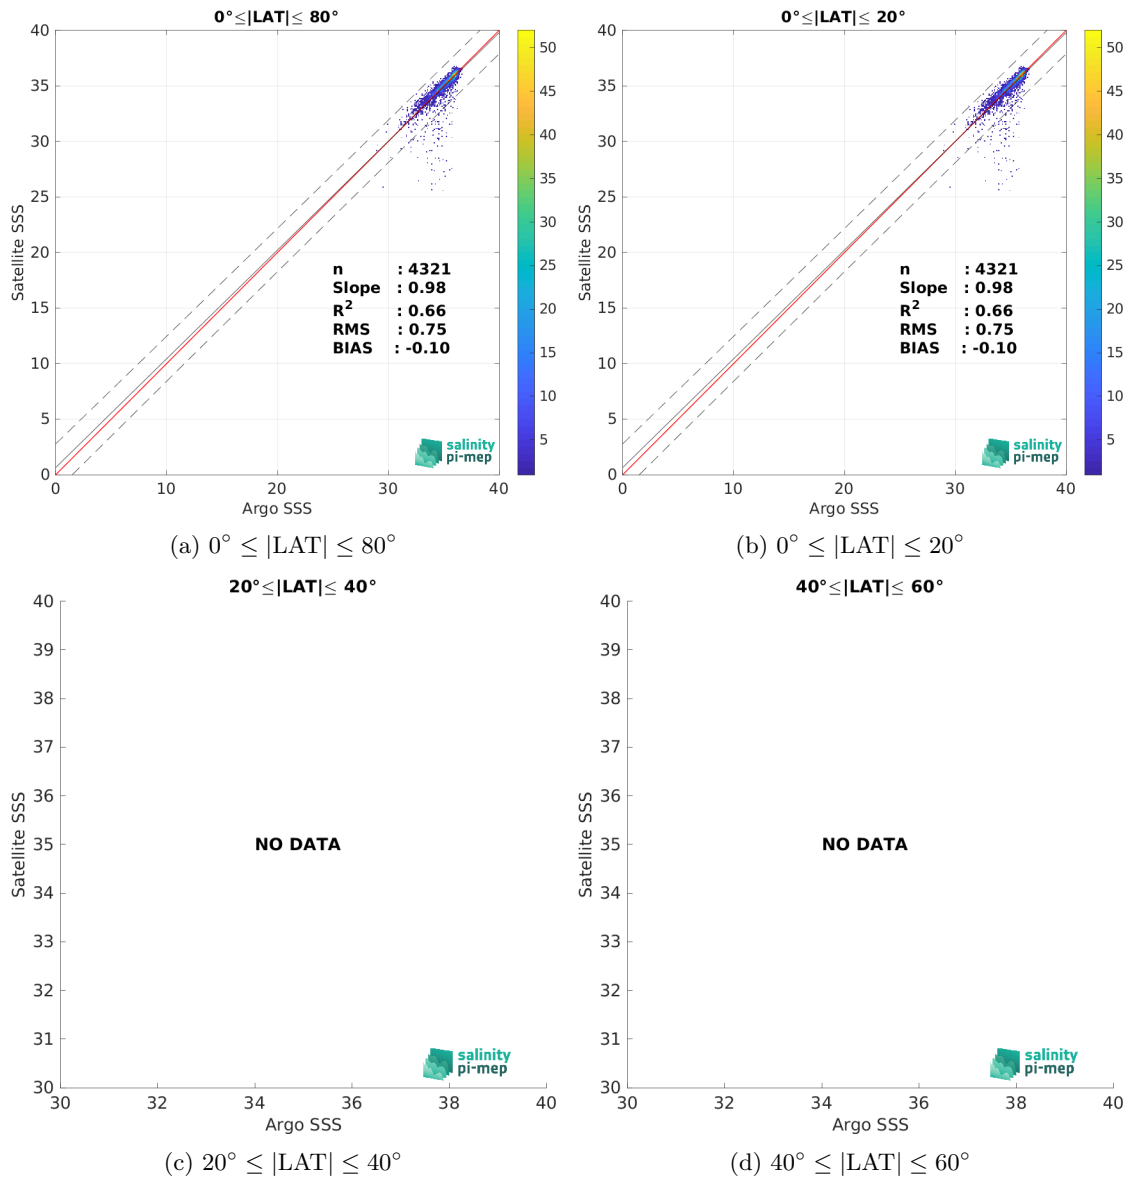 0°≤|LAT|≤ 80°
40
35
30
25
20
15
10
5
0
0
10
20
30
40
50
45
40
35
30
25
20
15
10
5
Satellite SSS
Argo SSS
n : 4321
Slope : 0.98
R² : 0.66
RMS : 0.75
BIAS : -0.10
salinity
pi-mep
(a) 0° ≤ |LAT| ≤ 80°
0°≤|LAT|≤ 20°
40
35
30
25
20
15
10
5
0
0
10
20
30
40
50
45
40
35
30
25
20
15
10
5
Satellite SSS
Argo SSS
n : 4321
Slope : 0.98
R² : 0.66
RMS : 0.75
BIAS : -0.10
salinity
pi-mep
(b) 0° ≤ |LAT| ≤ 20°
20°≤|LAT|≤ 40°
40
39
38
37
36
35
34
33
32
31
30
30
32
34
36
38
40
Satellite SSS
Argo SSS
NO DATA
salinity
pi-mep
(c) 20° ≤ |LAT| ≤ 40°
40°≤|LAT|≤ 60°
40
39
38
37
36
35
34
33
32
31
30
30
32
34
36
38
40
Satellite SSS
Argo SSS
NO DATA
salinity
pi-mep
(d) 40° ≤ |LAT| ≤ 60°